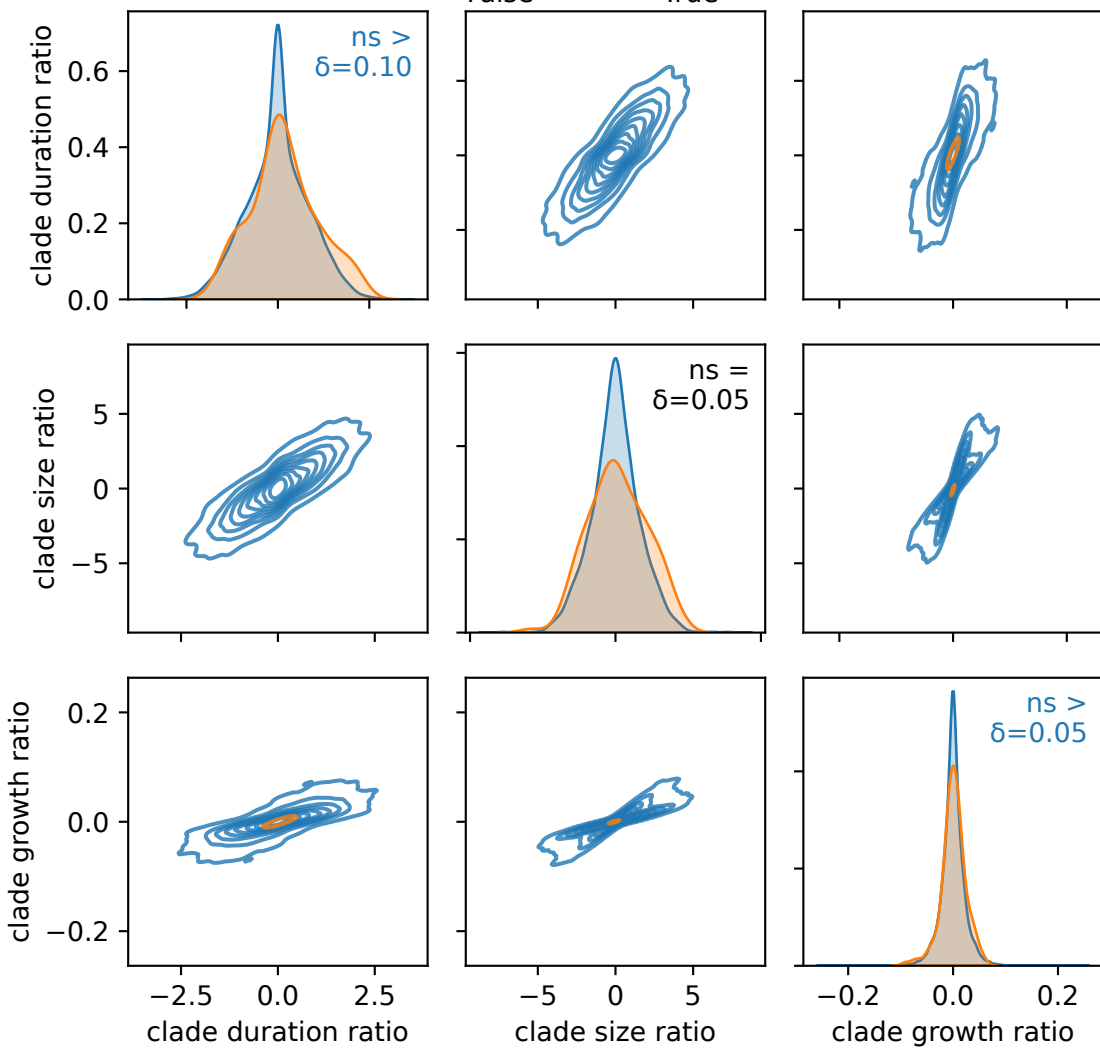 True
ns >
δ=0.10
clade duration ratio
0.6
0.4
0.2
0.0
ns =
δ=0.05
clade size ratio
5
0
−5
ns >
δ=0.05
clade growth ratio
0.2
0.0
−0.2
−2.5 0.0 2.5
−5 0 5
−0.2 0.0 0.2
clade duration ratio
clade size ratio
clade growth ratio